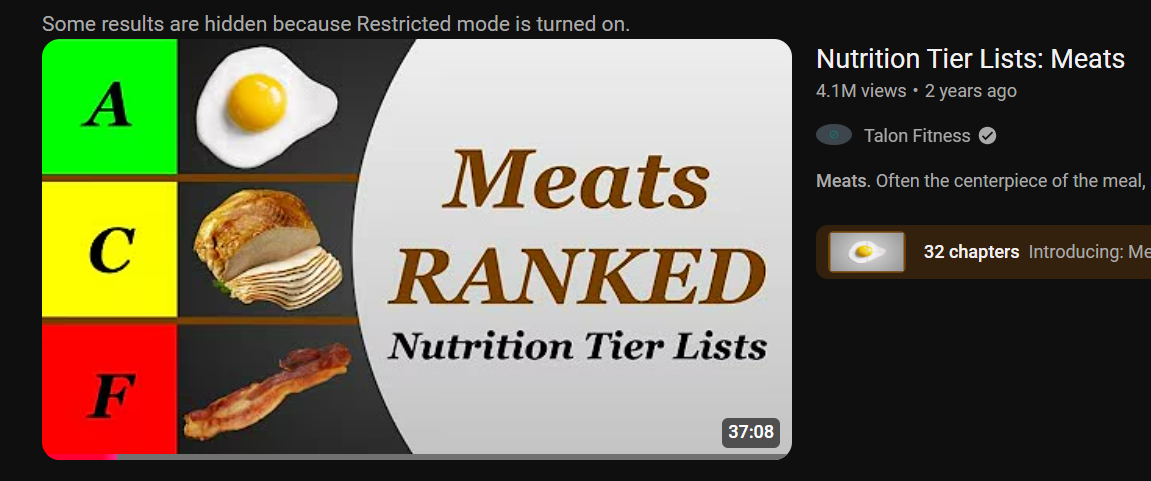 Some results are hidden because Restricted mode is turned on.
A
C
F
Meats
RANKED
Nutrition Tier Lists
37:08
Nutrition Tier Lists: Meats
4.1M views • 2 years ago
Talon Fitness
Meats. Often the centerpiece of the meal,
32 chapters Introducing: Me